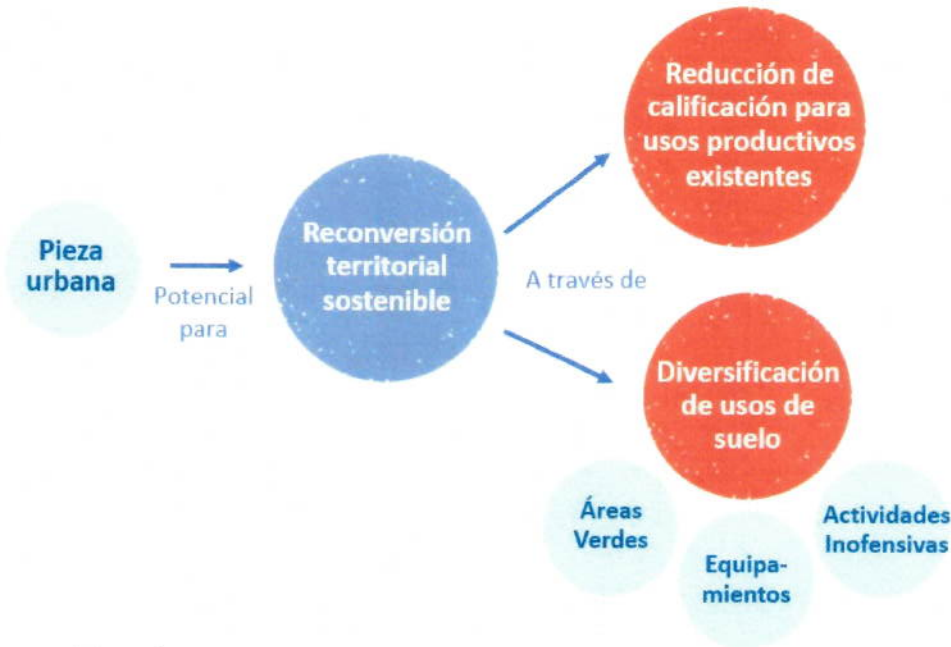 Pieza
urbana
Potencial
para
Reconversión
territorial
sostenible
A través de
Reducción de
calificación para
usos productivos
existentes
Diversificación
de usos de
suelo
Áreas
Verdes
Equipa-
mientos
Actividades
Inofensivas